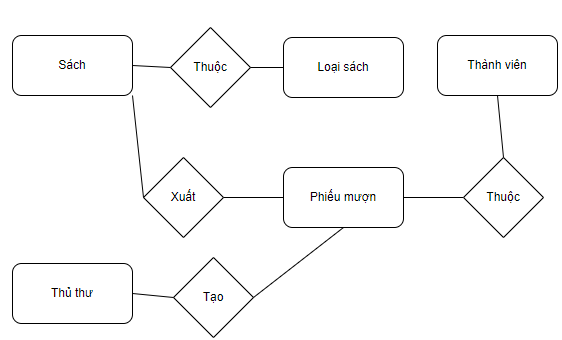 Sách
Thuộc
Loại sách
Thành viên
Xuất
Phiếu mượn
Thuộc
Thủ thư
Tạo